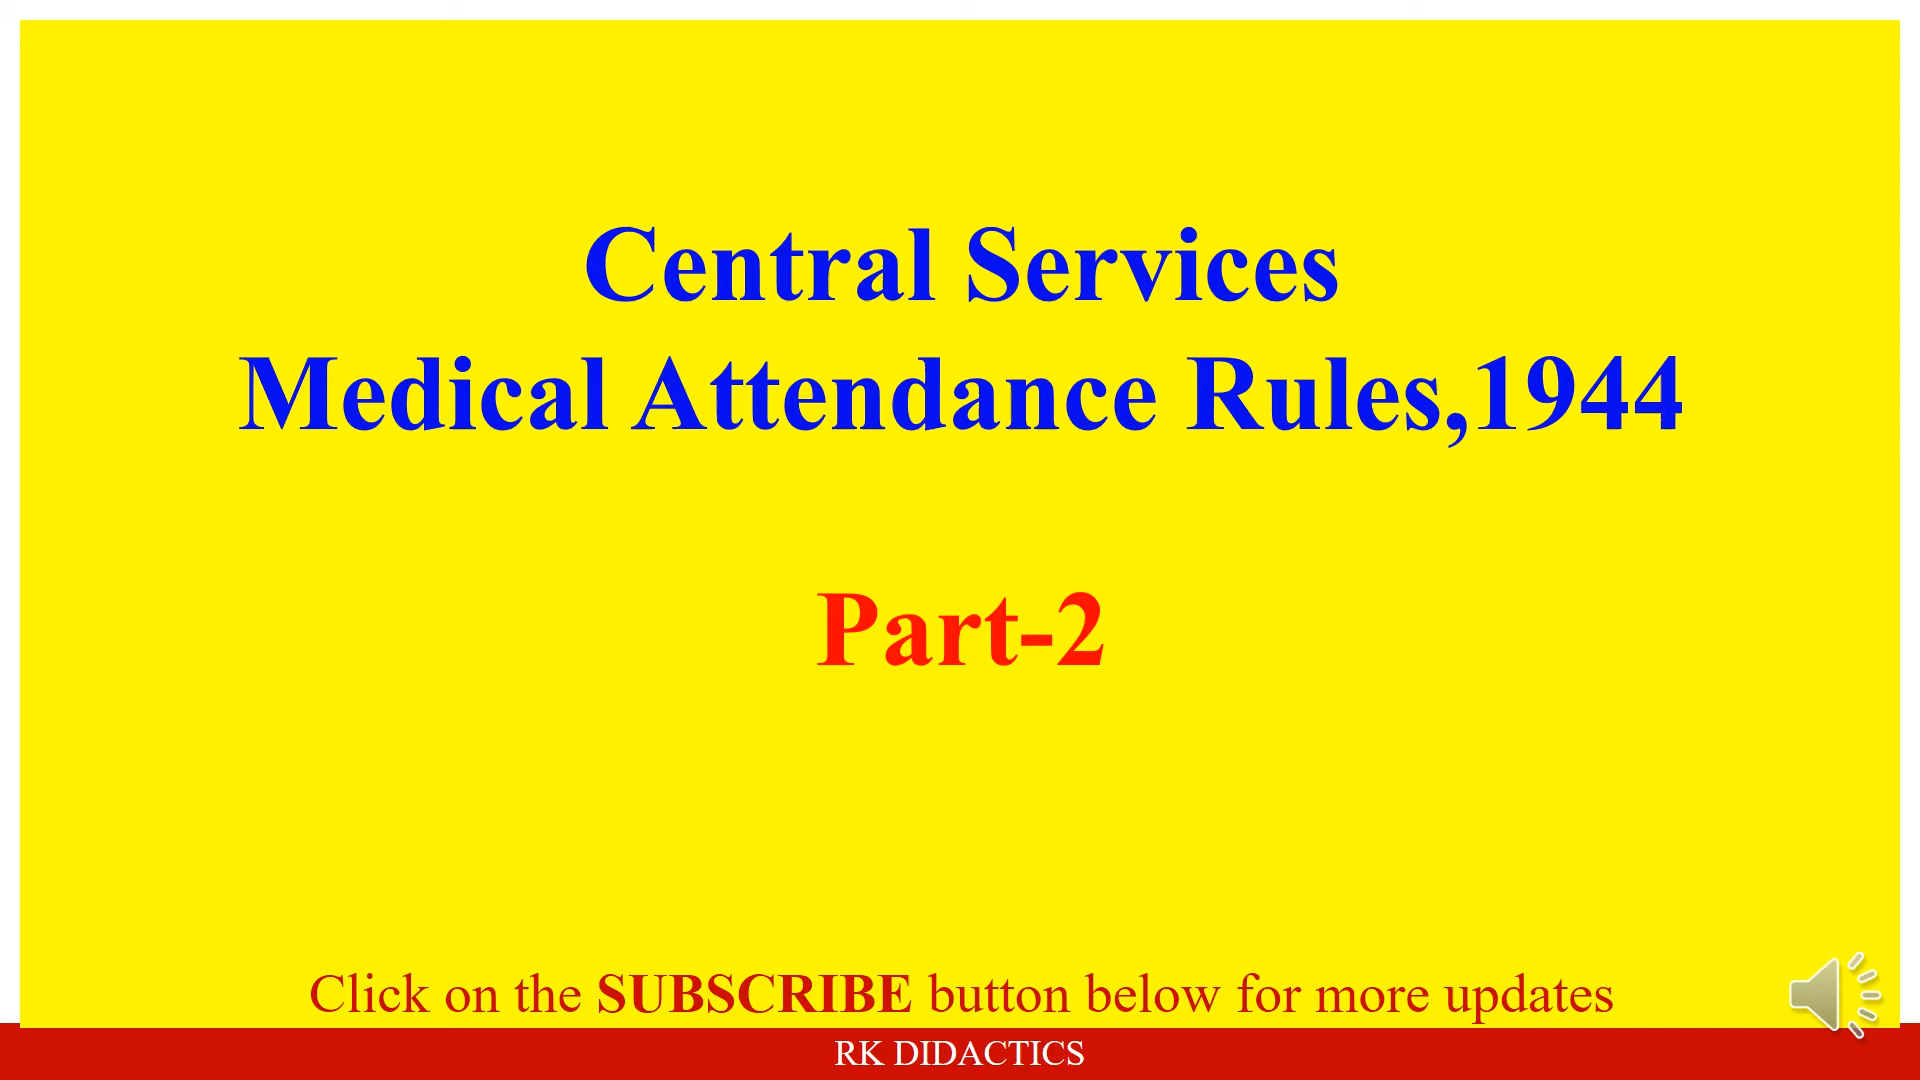 Central Services
Medical Attendance Rules,1944
Part-2
Click on the SUBSCRIBE button below for more updates
RK DIDACTICS